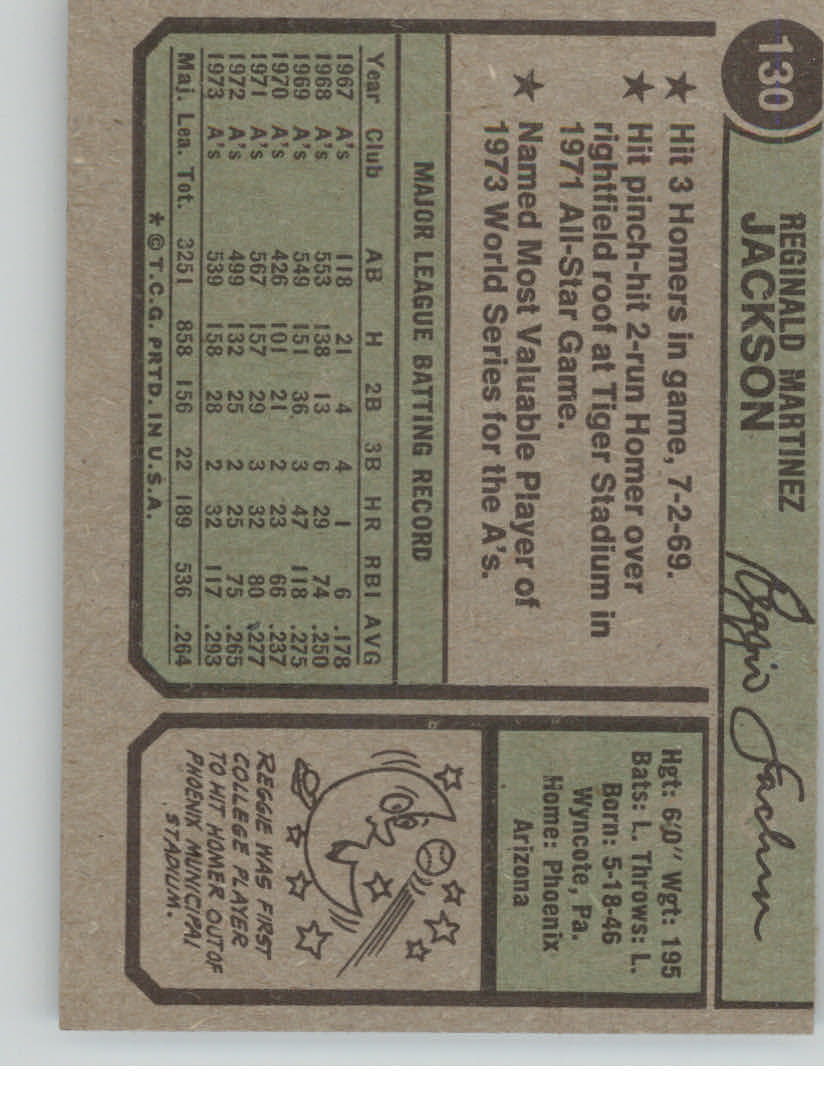 130
REGINALD MARTINEZ
JACKSON
Reggie Jackson
★ Hit 3 Homers in game, 7-2-69.
★ Hit pinch-hit 2-run Homer over
rightfield roof at Tiger Stadium in
1971 All-Star Game.
★ Named Most Valuable Player of
1973 World Series for the A's.
MAJOR LEAGUE BATTING RECORD
Year Club AB H 2B 3B HR RBI AVG
1967 A's 118 21 4 4 1 6 .178
1968 A's 553 138 13 6 29 74 .250
1969 A's 549 151 36 3 47 118 .275
1970 A's 426 101 21 2 23 66 .237
1971 A's 567 157 29 3 32 80 .277
1972 A's 499 132 25 2 25 75 .265
1973 A's 539 158 28 2 32 117 .293
Maj. Lea. Tot. 3251 858 156 22 189 536 .264
* © T.C.G. PRTD. IN U.S.A.
Hgt: 6'0" Wgt: 195
Bats: L. Throws: L.
Born: 5-18-46
Wyncote, Pa.
Home: Phoenix
Arizona
REGGIE WAS FIRST
COLLEGE PLAYER
TO HIT HOMER OUT OF
PHOENIX MUNICIPAL
STADIUM.